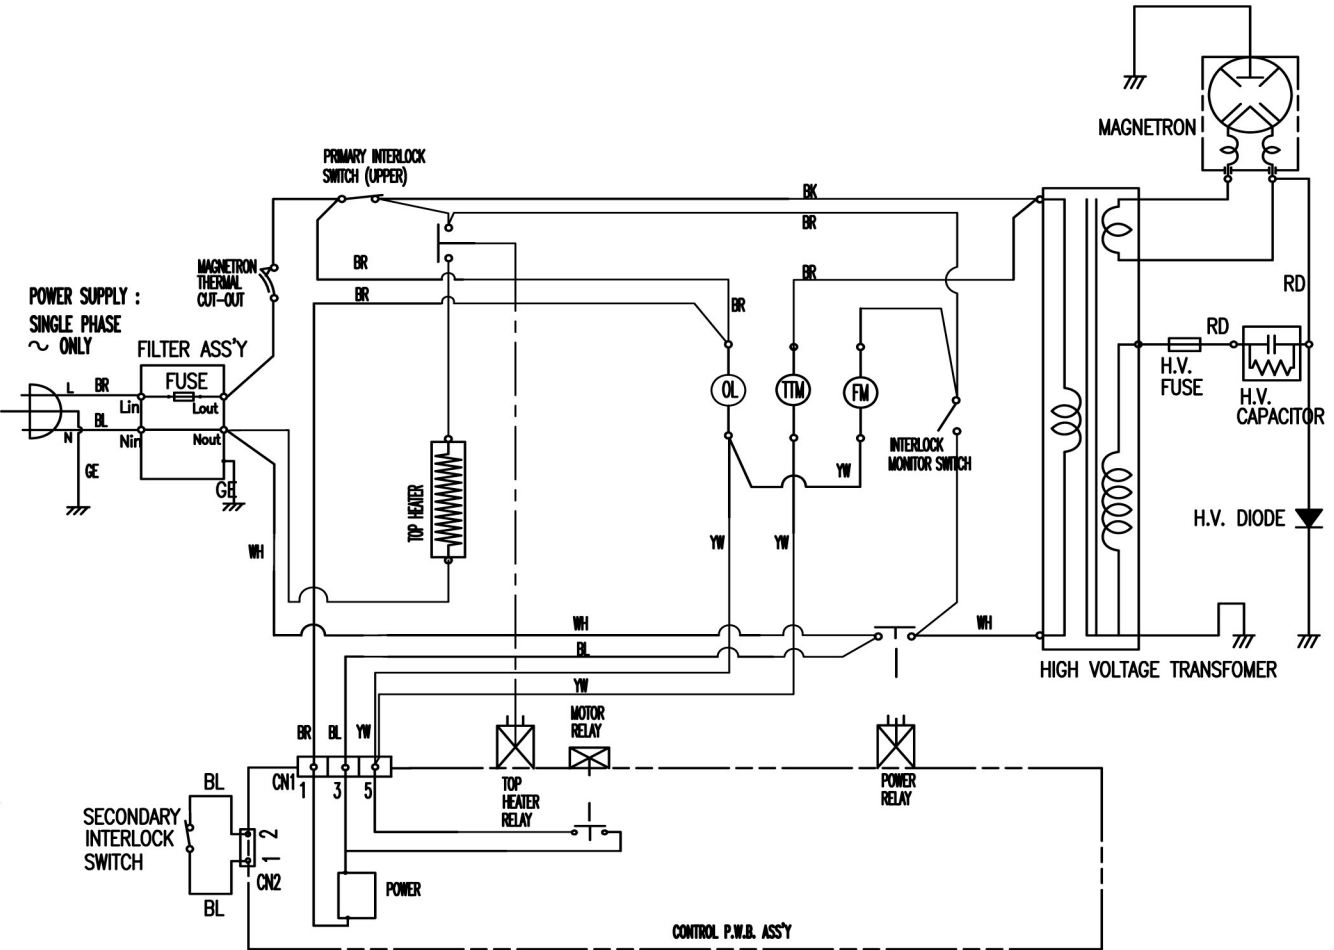 MAGNETRON
PRIMARY INTERLOCK
SWITCH (UPPER)
BK
BR
MAGNETRON
THERMAL
CUT-OUT
BR
BR
BR
BR
RD
RD
POWER SUPPLY :
SINGLE PHASE
~ ONLY
FILTER ASS'Y
FUSE
L
BR
Lin
Lout
BL
N
Nin
Nout
GE
GE
OL
TTM
FM
H.V.
FUSE
H.V.
CAPACITOR
INTERLOCK
MONITOR SWITCH
YW
TOP HEATER
H.V. DIODE
WH
YW
YW
WH
WH
BL
YW
HIGH VOLTAGE TRANSFOMER
BR
BL
YW
MOTOR
RELAY
CN1
1
3
5
TOP
HEATER
RELAY
POWER
RELAY
BL
SECONDARY
INTERLOCK
SWITCH
2
1
CN2
BL
POWER
CONTROL P.W.B. ASS'Y